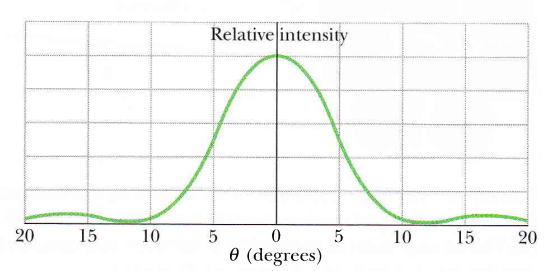 Relative intensity
20 15 10 5 0 5 10 15 20
θ (degrees)